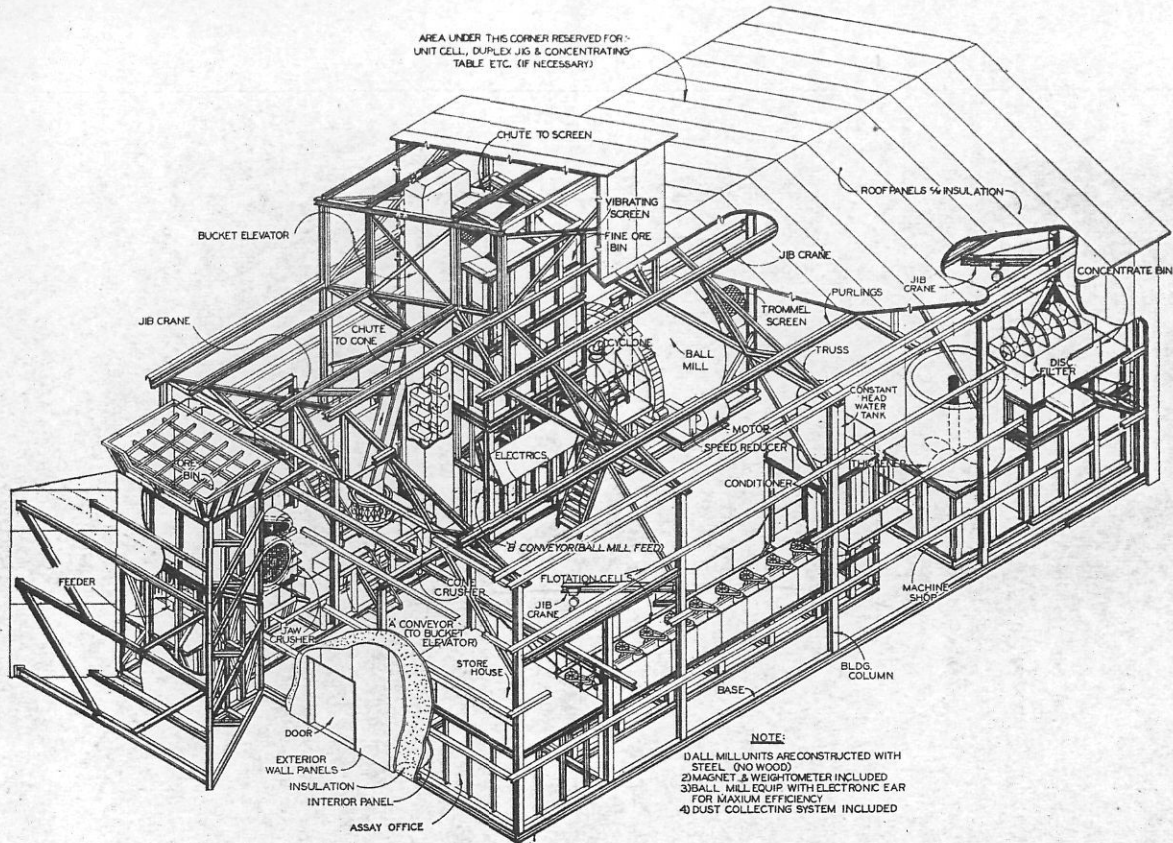 AREA UNDER THIS CORNER RESERVED FOR:-
UNIT CELL, DUPLEX JIG & CONCENTRATING
TABLE ETC. (IF NECESSARY)
CHUTE TO SCREEN
ROOF PANELS C/W INSULATION
VIBRATING
SCREEN
BUCKET ELEVATOR
FINE ORE
BIN
JIB CRANE
JIB
CRANE
CONCENTRATE BIN
PURLINGS
TROMMEL
SCREEN
JIB CRANE
CHUTE
TO CONE
CYCLONE
BALL
MILL
TRUSS
DISC
FILTER
CONSTANT
HEAD
WATER
TANK
MOTOR
SPEED REDUCER
ORE
BIN
ELECTRICS
THICKENER
CONDITIONER
'B' CONVEYOR (BALL MILL FEED)
FEEDER
CONE
CRUSHER
FLOTATION CELLS
JIB
CRANE
MACHINE
SHOP
JAW
CRUSHER
'A' CONVEYOR
(TO BUCKET
ELEVATOR)
STORE
HOUSE
BLDG.
COLUMN
BASE
DOOR
EXTERIOR
WALL PANELS
INSULATION
INTERIOR PANEL
ASSAY OFFICE
NOTE:
1) ALL MILL UNITS ARE CONSTRUCTED WITH
STEEL (NO WOOD)
2) MAGNET & WEIGHTOMETER INCLUDED
3) BALL MILL EQUIP. WITH ELECTRONIC EAR
FOR MAXIUM EFFICIENCY
4) DUST COLLECTING SYSTEM INCLUDED